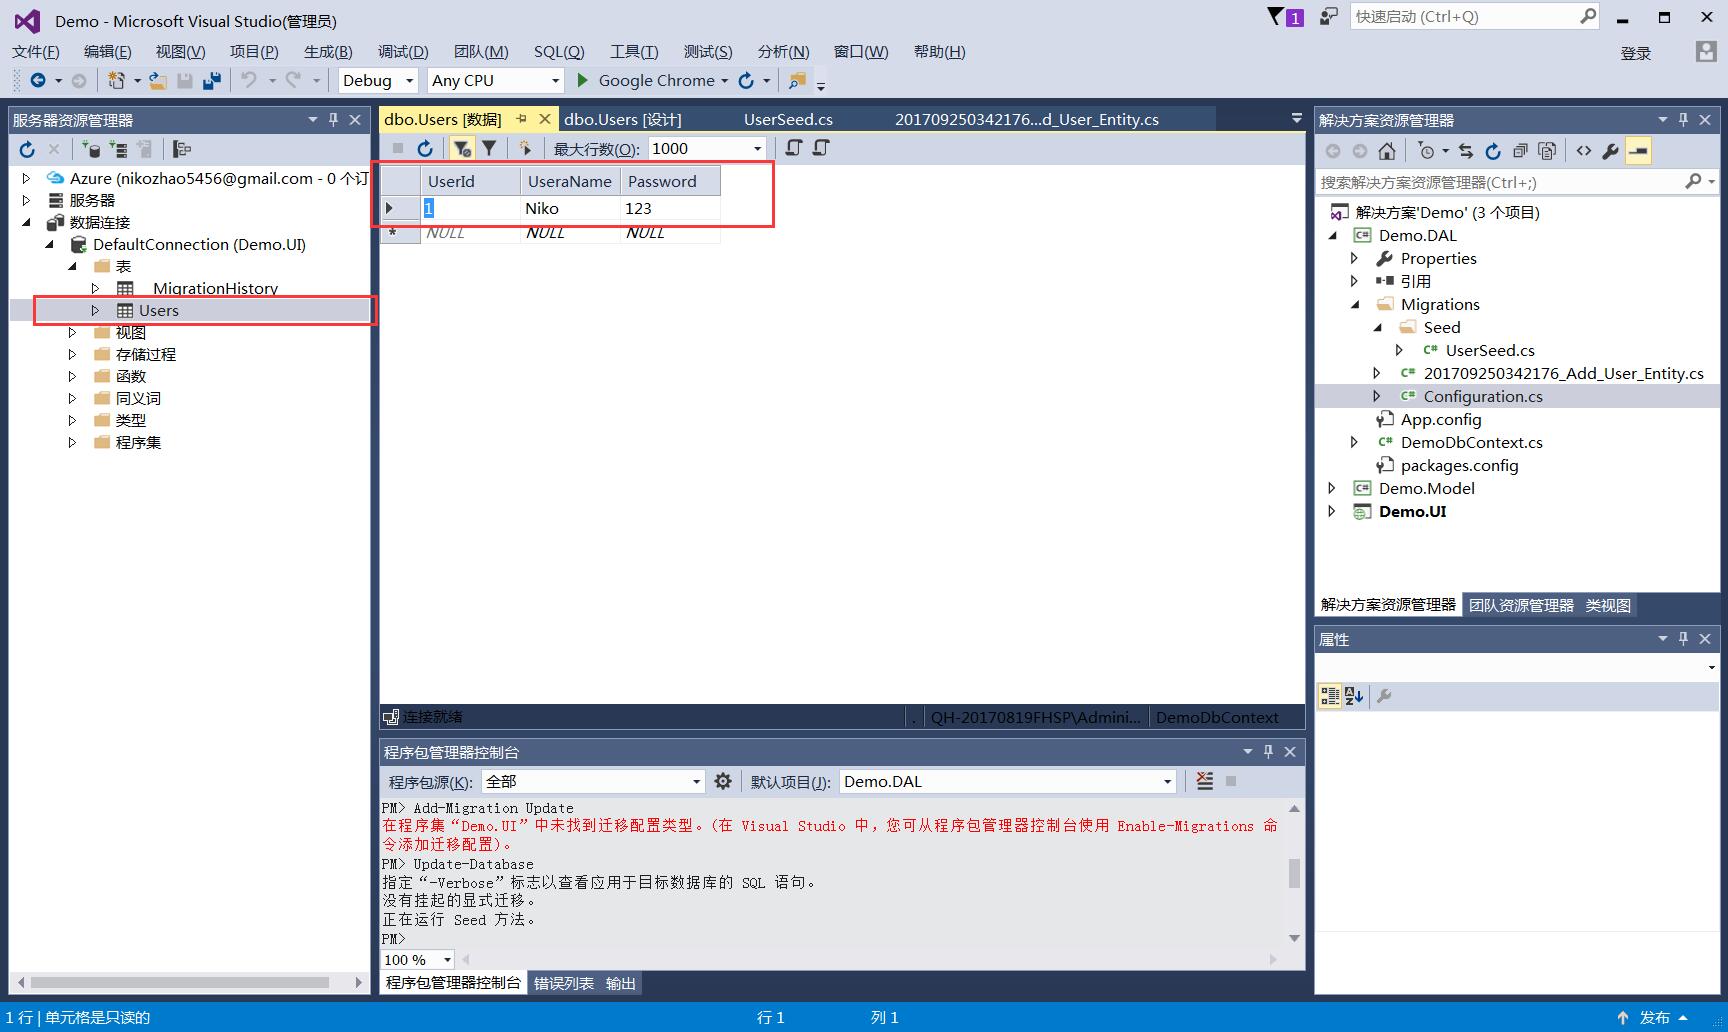 Demo - Microsoft Visual Studio(管理员)
1
快速启动 (Ctrl+Q)
文件(F) 编辑(E) 视图(V) 项目(P) 生成(B) 调试(D) 团队(M) SQL(Q) 工具(T) 测试(S) 分析(N) 窗口(W) 帮助(H)
登录
Debug Any CPU Google Chrome
服务器资源管理器
Azure (nikozhao5456@gmail.com - 0 个订
服务器
数据连接
DefaultConnection (Demo.UI)
表
MigrationHistory
Users
视图
存储过程
函数
同义词
类型
程序集
dbo.Users [数据] dbo.Users [设计] UserSeed.cs 201709250342176...d_User_Entity.cs
最大行数(O): 1000
UserId UseraName Password
1 Niko 123
NULL NULL NULL
连接就绪 . QH-20170819FHSP\Admini... DemoDbContext
程序包管理器控制台
程序包源(K): 全部 默认项目(J): Demo.DAL
PM> Add-Migration Update
在程序集“Demo.UI”中未找到迁移配置类型。(在 Visual Studio 中，您可从程序包管理器控制台使用 Enable-Migrations 命
令添加迁移配置)。
PM> Update-Database
指定“-Verbose”标志以查看应用于目标数据库的 SQL 语句。
没有挂起的显式迁移。
正在运行 Seed 方法。
PM>
100 %
程序包管理器控制台 错误列表 输出
解决方案资源管理器
搜索解决方案资源管理器(Ctrl+;)
解决方案'Demo' (3 个项目)
Demo.DAL
Properties
引用
Migrations
Seed
UserSeed.cs
201709250342176_Add_User_Entity.cs
Configuration.cs
App.config
DemoDbContext.cs
packages.config
Demo.Model
Demo.UI
解决方案资源管理器 团队资源管理器 类视图
属性
1 行 | 单元格是只读的 行 1 列 1 发布